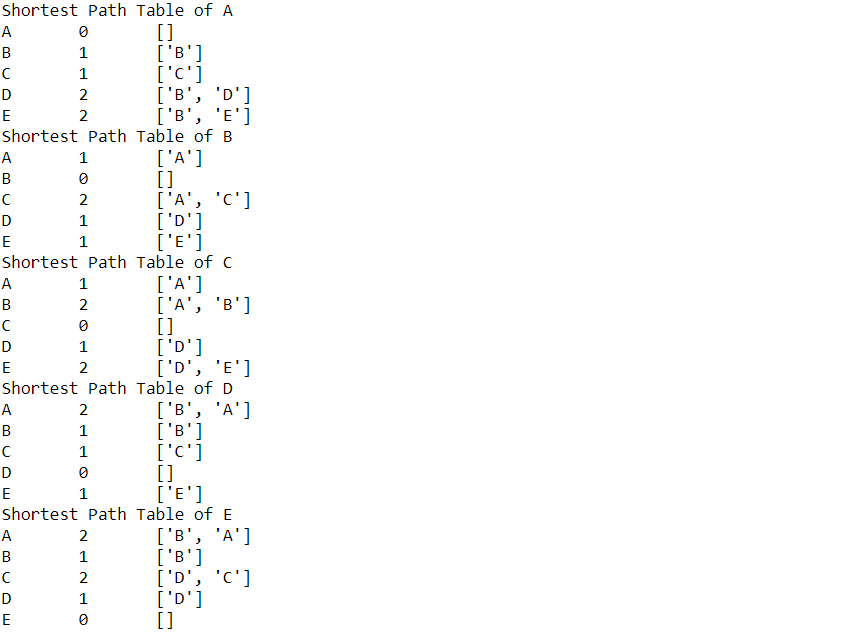 Shortest Path Table of A
A 0 []
B 1 ['B']
C 1 ['C']
D 2 ['B', 'D']
E 2 ['B', 'E']
Shortest Path Table of B
A 1 ['A']
B 0 []
C 2 ['A', 'C']
D 1 ['D']
E 1 ['E']
Shortest Path Table of C
A 1 ['A']
B 2 ['A', 'B']
C 0 []
D 1 ['D']
E 2 ['D', 'E']
Shortest Path Table of D
A 2 ['B', 'A']
B 1 ['B']
C 1 ['C']
D 0 []
E 1 ['E']
Shortest Path Table of E
A 2 ['B', 'A']
B 1 ['B']
C 2 ['D', 'C']
D 1 ['D']
E 0 []